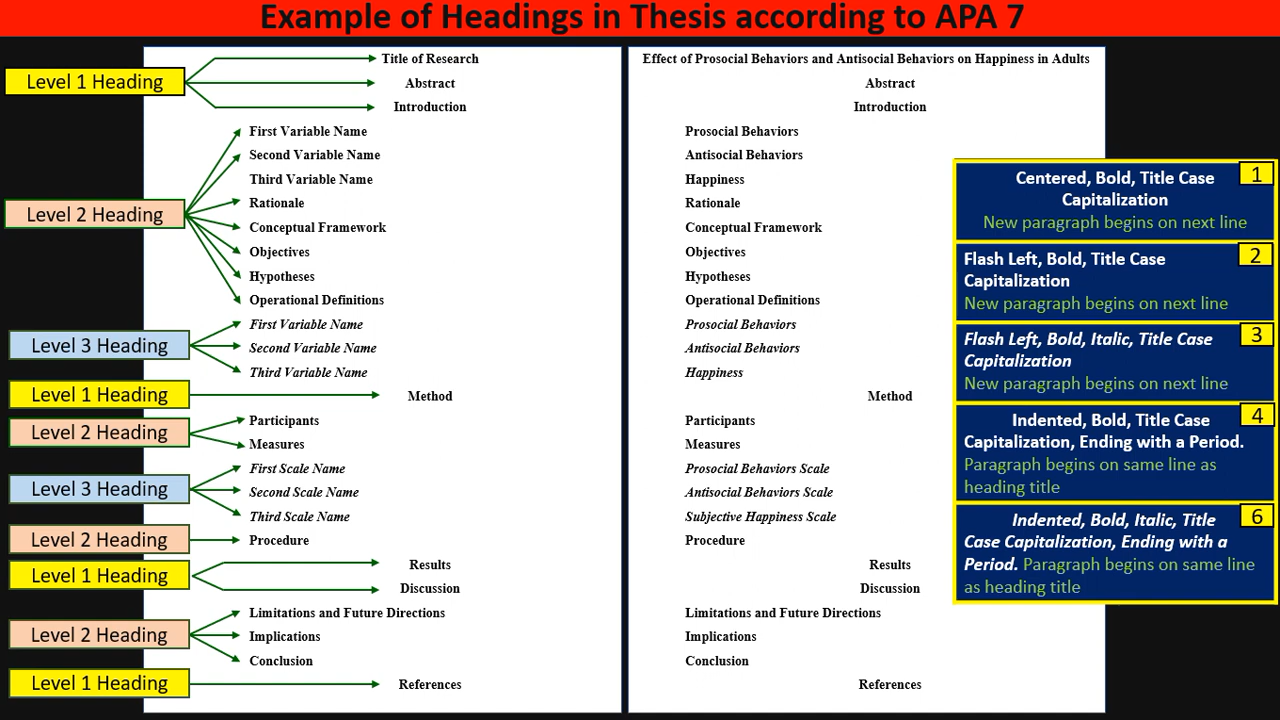 Example of Headings in Thesis according to APA 7
Level 1 Heading
Title of Research
Abstract
Introduction
Level 2 Heading
First Variable Name
Second Variable Name
Third Variable Name
Rationale
Conceptual Framework
Objectives
Hypotheses
Operational Definitions
Level 3 Heading
First Variable Name
Second Variable Name
Third Variable Name
Level 1 Heading
Method
Level 2 Heading
Participants
Measures
Level 3 Heading
First Scale Name
Second Scale Name
Third Scale Name
Level 2 Heading
Procedure
Level 1 Heading
Results
Discussion
Level 2 Heading
Limitations and Future Directions
Implications
Conclusion
Level 1 Heading
References
Effect of Prosocial Behaviors and Antisocial Behaviors on Happiness in Adults
Abstract
Introduction
Prosocial Behaviors
Antisocial Behaviors
Happiness
Rationale
Conceptual Framework
Objectives
Hypotheses
Operational Definitions
Prosocial Behaviors
Antisocial Behaviors
Happiness
Method
Participants
Measures
Prosocial Behaviors Scale
Antisocial Behaviors Scale
Subjective Happiness Scale
Procedure
Results
Discussion
Limitations and Future Directions
Implications
Conclusion
References
1
Centered, Bold, Title Case
Capitalization
New paragraph begins on next line
2
Flash Left, Bold, Title Case
Capitalization
New paragraph begins on next line
3
Flash Left, Bold, Italic, Title Case
Capitalization
New paragraph begins on next line
4
Indented, Bold, Title Case
Capitalization, Ending with a Period.
Paragraph begins on same line as
heading title
6
Indented, Bold, Italic, Title
Case Capitalization, Ending with a
Period. Paragraph begins on same line
as heading title